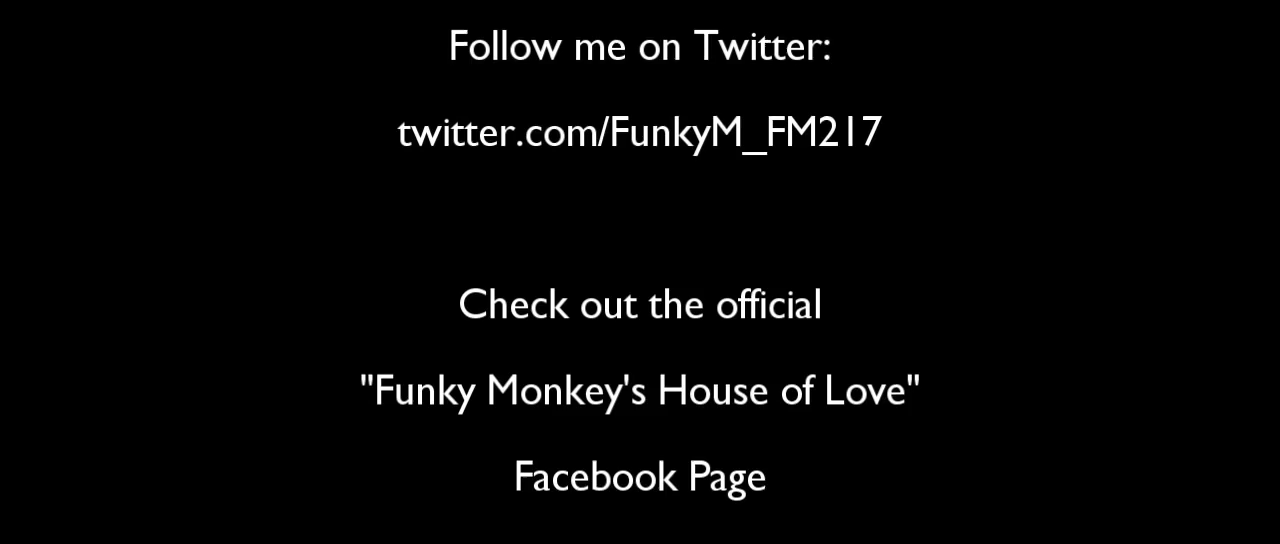 Follow me on Twitter:
twitter.com/FunkyM_FM217
Check out the official
"Funky Monkey's House of Love"
Facebook Page